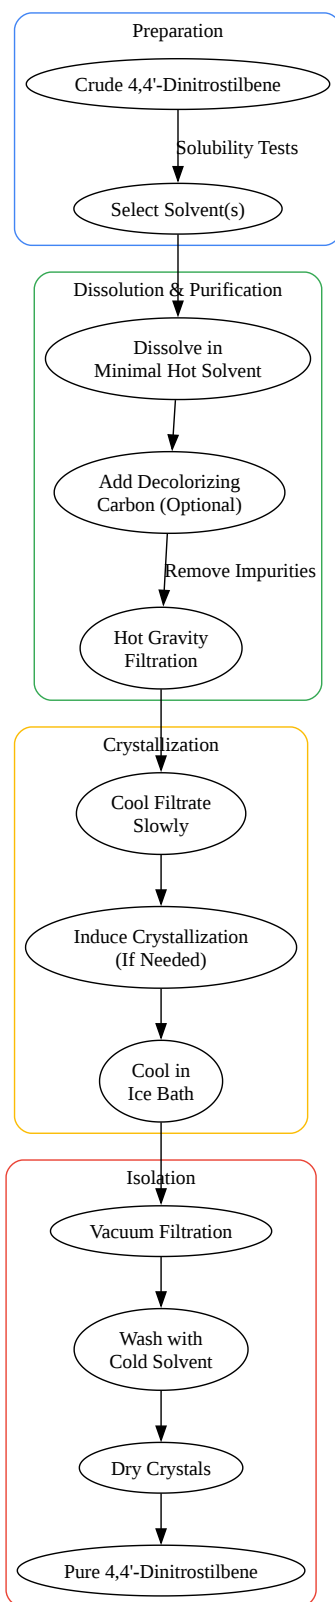 Preparation
Crude 4,4'-Dinitrostilbene
Solubility Tests
Select Solvent(s)
Dissolution & Purification
Dissolve in
Minimal Hot Solvent
Add Decolorizing
Carbon (Optional)
Remove Impurities
Hot Gravity
Filtration
Crystallization
Cool Filtrate
Slowly
Induce Crystallization
(If Needed)
Cool in
Ice Bath
Isolation
Vacuum Filtration
Wash with
Cold Solvent
Dry Crystals
Pure 4,4'-Dinitrostilbene